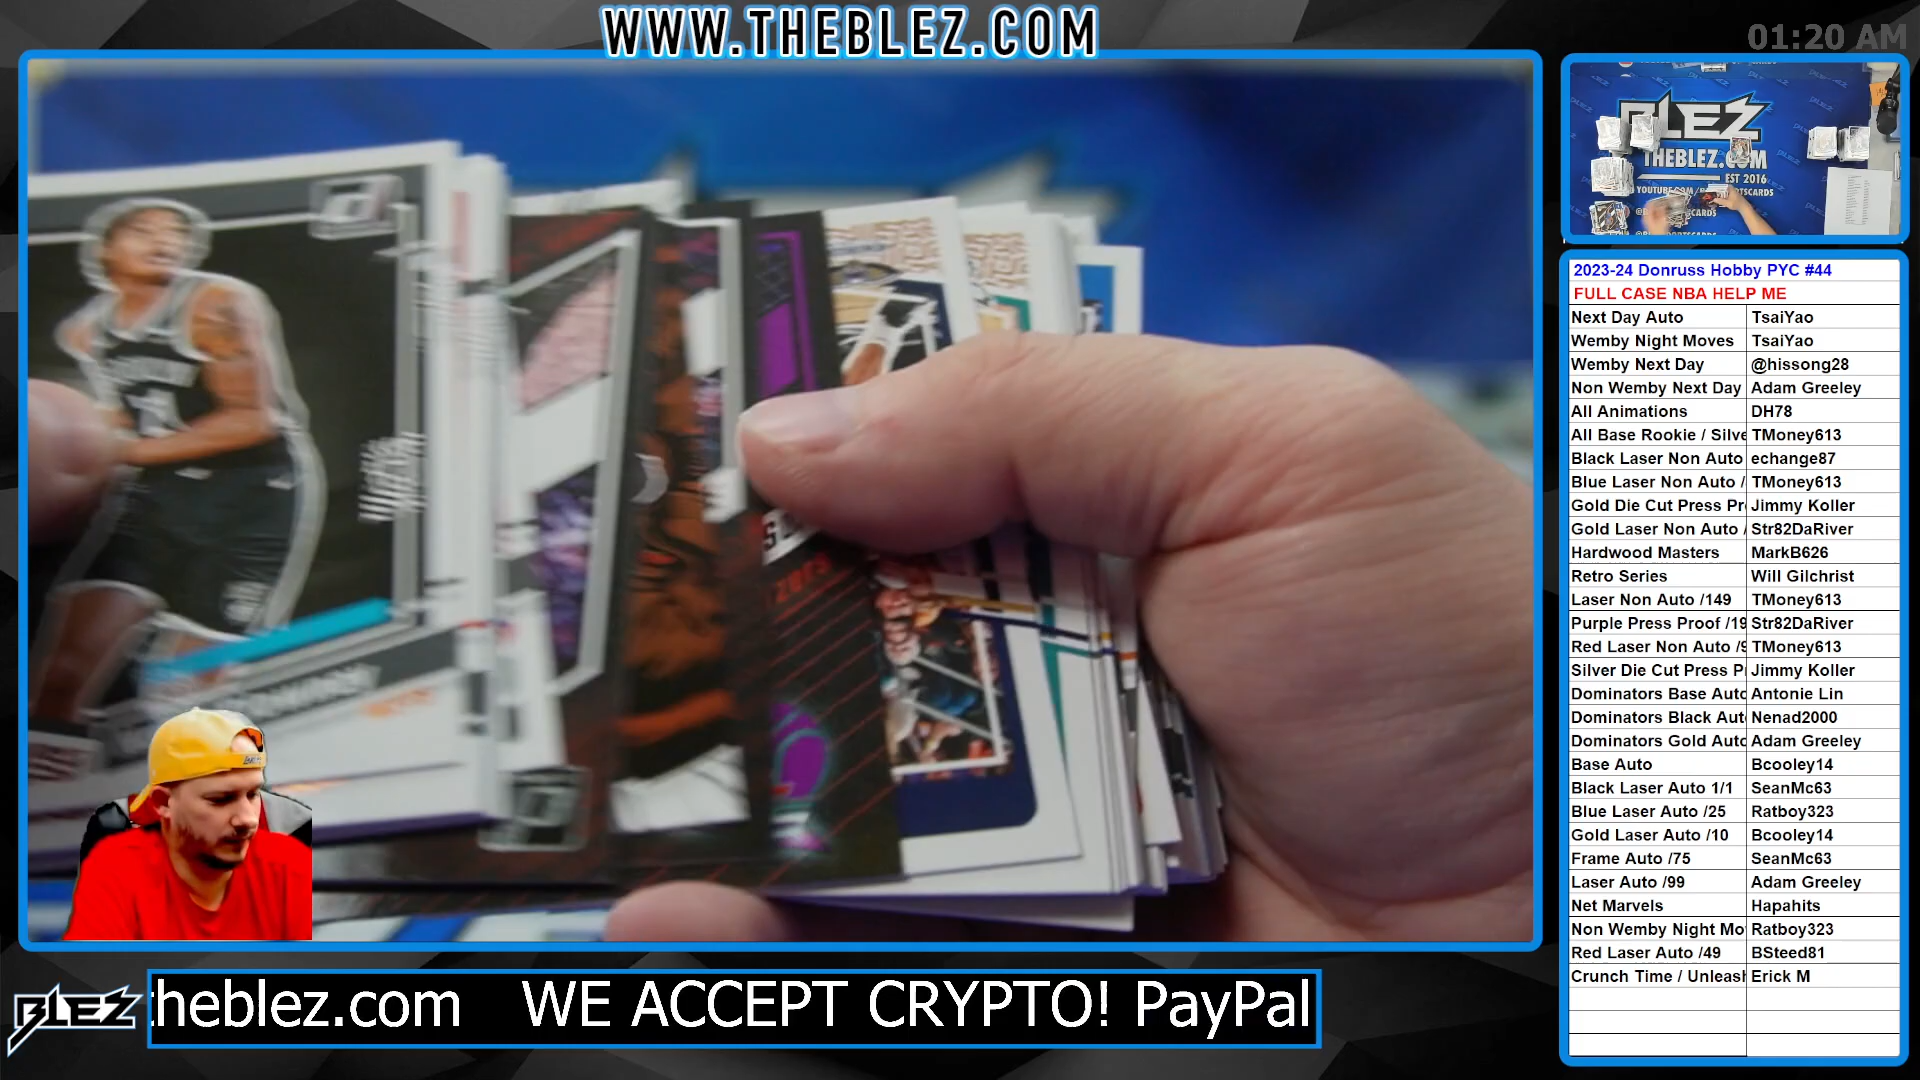 WWW.THEBLEZ.COM
01:20 AM
BLEZ
THEBLEZ.COM
EST 2016
2023-24 Donruss Hobby PYC #44
FULL CASE NBA HELP ME
Next Day Auto TsaiYao
Wemby Night Moves TsaiYao
Wemby Next Day @hissong28
Non Wemby Next Day Adam Greeley
All Animations DH78
All Base Rookie / Silve TMoney613
Black Laser Non Auto echange87
Blue Laser Non Auto / TMoney613
Gold Die Cut Press Pr Jimmy Koller
Gold Laser Non Auto / Str82DaRiver
Hardwood Masters MarkB626
Retro Series Will Gilchrist
Laser Non Auto /149 TMoney613
Purple Press Proof /19 Str82DaRiver
Red Laser Non Auto /9 TMoney613
Silver Die Cut Press P Jimmy Koller
Dominators Base Auto Antonie Lin
Dominators Black Aut Nenad2000
Dominators Gold Auto Adam Greeley
Base Auto Bcooley14
Black Laser Auto 1/1 SeanMc63
Blue Laser Auto /25 Ratboy323
Gold Laser Auto /10 Bcooley14
Frame Auto /75 SeanMc63
Laser Auto /99 Adam Greeley
Net Marvels Hapahits
Non Wemby Night Mo Ratboy323
Red Laser Auto /49 BSteed81
Crunch Time / Unleash Erick M
BLEZ
theblez.com WE ACCEPT CRYPTO! PayPal